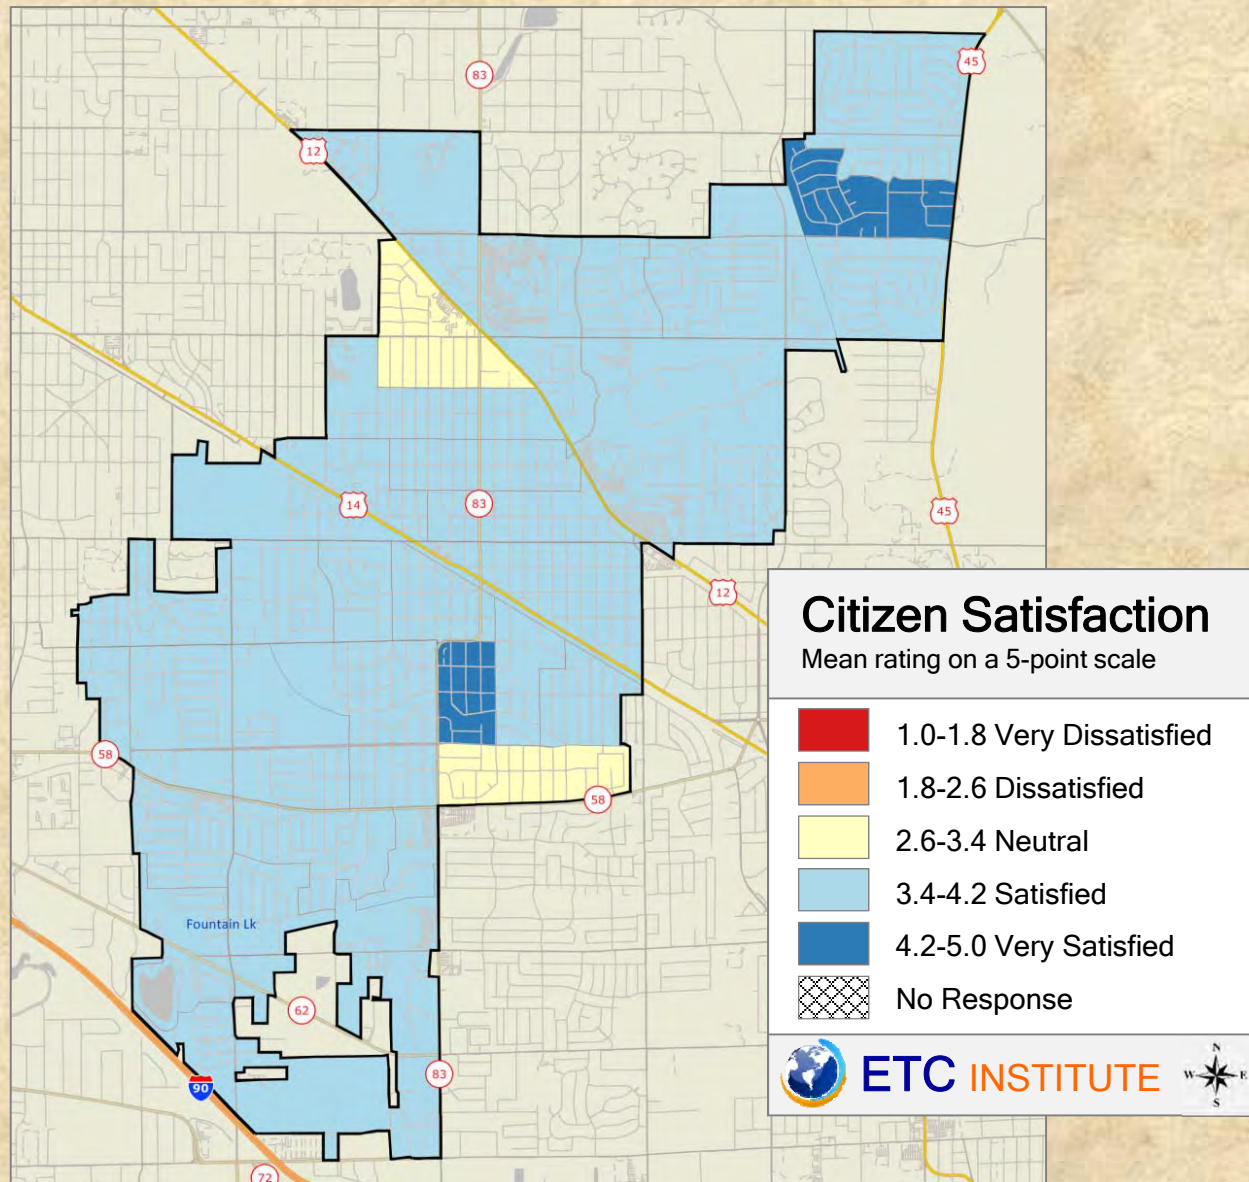 83
45
12
14
83
45
12
Citizen Satisfaction
Mean rating on a 5-point scale
1.0-1.8 Very Dissatisfied
1.8-2.6 Dissatisfied
2.6-3.4 Neutral
3.4-4.2 Satisfied
4.2-5.0 Very Satisfied
No Response
58
58
Fountain Lk
62
83
90
72
ETC INSTITUTE
N
W E
S